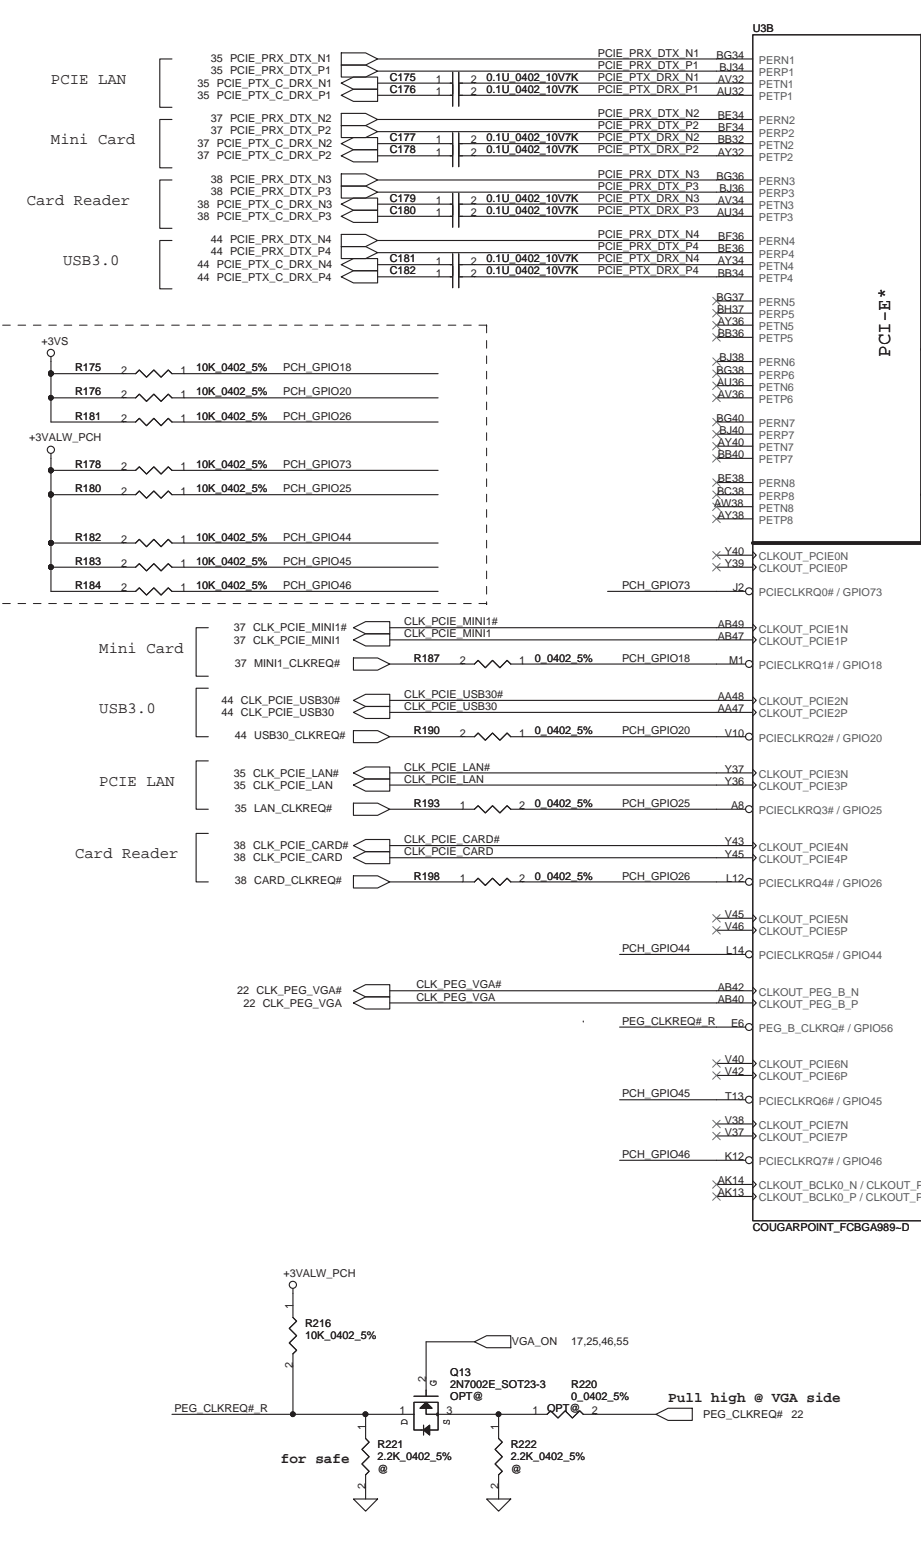 U3B
PCIE LAN
35 PCIE_PRX_DTX_N1 PCIE_PRX_DTX_N1 BG34 PERN1
35 PCIE_PRX_DTX_P1 PCIE_PRX_DTX_P1 BJ34 PERP1
35 PCIE_PTX_C_DRX_N1 C175 1 2 0.1U_0402_10V7K PCIE_PTX_DRX_N1 AV32 PETN1
35 PCIE_PTX_C_DRX_P1 C176 1 2 0.1U_0402_10V7K PCIE_PTX_DRX_P1 AU32 PETP1
Mini Card
37 PCIE_PRX_DTX_N2 PCIE_PRX_DTX_N2 BE34 PERN2
37 PCIE_PRX_DTX_P2 PCIE_PRX_DTX_P2 BF34 PERP2
37 PCIE_PTX_C_DRX_N2 C177 1 2 0.1U_0402_10V7K PCIE_PTX_DRX_N2 BB32 PETN2
37 PCIE_PTX_C_DRX_P2 C178 1 2 0.1U_0402_10V7K PCIE_PTX_DRX_P2 AY32 PETP2
Card Reader
38 PCIE_PRX_DTX_N3 PCIE_PRX_DTX_N3 BG36 PERN3
38 PCIE_PRX_DTX_P3 PCIE_PRX_DTX_P3 BJ36 PERP3
38 PCIE_PTX_C_DRX_N3 C179 1 2 0.1U_0402_10V7K PCIE_PTX_DRX_N3 AV34 PETN3
38 PCIE_PTX_C_DRX_P3 C180 1 2 0.1U_0402_10V7K PCIE_PTX_DRX_P3 AU34 PETP3
USB3.0
44 PCIE_PRX_DTX_N4 PCIE_PRX_DTX_N4 BF36 PERN4
44 PCIE_PRX_DTX_P4 PCIE_PRX_DTX_P4 BE36 PERP4
44 PCIE_PTX_C_DRX_N4 C181 1 2 0.1U_0402_10V7K PCIE_PTX_DRX_N4 AY34 PETN4
44 PCIE_PTX_C_DRX_P4 C182 1 2 0.1U_0402_10V7K PCIE_PTX_DRX_P4 BB34 PETP4
PCI-E*
BG37 PERN5
BH37 PERP5
AY36 PETN5
BB36 PETP5
BJ38 PERN6
BG38 PERP6
AU36 PETN6
AV36 PETP6
BG40 PERN7
BJ40 PERP7
AY40 PETN7
BB40 PETP7
BE38 PERN8
BC38 PERP8
AW38 PETN8
AY38 PETP8
+3VS
R175 2 1 10K_0402_5% PCH_GPIO18
R176 2 1 10K_0402_5% PCH_GPIO20
R181 2 1 10K_0402_5% PCH_GPIO26
+3VALW_PCH
R178 2 1 10K_0402_5% PCH_GPIO73
R180 2 1 10K_0402_5% PCH_GPIO25
R182 2 1 10K_0402_5% PCH_GPIO44
R183 2 1 10K_0402_5% PCH_GPIO45
R184 2 1 10K_0402_5% PCH_GPIO46
Y40 CLKOUT_PCIE0N
Y39 CLKOUT_PCIE0P
PCH_GPIO73 J2 PCIECLKRQ0# / GPIO73
Mini Card
37 CLK_PCIE_MINI1# CLK_PCIE_MINI1# AB49 CLKOUT_PCIE1N
37 CLK_PCIE_MINI1 CLK_PCIE_MINI1 AB47 CLKOUT_PCIE1P
37 MINI1_CLKREQ# R187 2 1 0_0402_5% PCH_GPIO18 M1 PCIECLKRQ1# / GPIO18
USB3.0
44 CLK_PCIE_USB30# CLK_PCIE_USB30# AA48 CLKOUT_PCIE2N
44 CLK_PCIE_USB30 CLK_PCIE_USB30 AA47 CLKOUT_PCIE2P
44 USB30_CLKREQ# R190 2 1 0_0402_5% PCH_GPIO20 V10 PCIECLKRQ2# / GPIO20
PCIE LAN
35 CLK_PCIE_LAN# CLK_PCIE_LAN# Y37 CLKOUT_PCIE3N
35 CLK_PCIE_LAN CLK_PCIE_LAN Y36 CLKOUT_PCIE3P
35 LAN_CLKREQ# R193 1 2 0_0402_5% PCH_GPIO25 A8 PCIECLKRQ3# / GPIO25
Card Reader
38 CLK_PCIE_CARD# CLK_PCIE_CARD# Y43 CLKOUT_PCIE4N
38 CLK_PCIE_CARD CLK_PCIE_CARD Y45 CLKOUT_PCIE4P
38 CARD_CLKREQ# R198 1 2 0_0402_5% PCH_GPIO26 L12 PCIECLKRQ4# / GPIO26
V45 CLKOUT_PCIE5N
V46 CLKOUT_PCIE5P
PCH_GPIO44 L14 PCIECLKRQ5# / GPIO44
22 CLK_PEG_VGA# CLK_PEG_VGA# AB42 CLKOUT_PEG_B_N
22 CLK_PEG_VGA CLK_PEG_VGA AB40 CLKOUT_PEG_B_P
PEG_CLKREQ#_R E6 PEG_B_CLKRQ# / GPIO56
V40 CLKOUT_PCIE6N
V42 CLKOUT_PCIE6P
PCH_GPIO45 T13 PCIECLKRQ6# / GPIO45
V38 CLKOUT_PCIE7N
V37 CLKOUT_PCIE7P
PCH_GPIO46 K12 PCIECLKRQ7# / GPIO46
AK14 CLKOUT_BCLK0_N / CLKOUT_P
AK13 CLKOUT_BCLK0_P / CLKOUT_P
COUGARPOINT_FCBGA989~D
+3VALW_PCH
1
R216
10K_0402_5%
2
VGA_ON 17,25,46,55
2 G
Q13
2N7002E_SOT23-3
OPT@
R220
0_0402_5%
OPT@
Pull high @ VGA side
PEG_CLKREQ#_R 1 D S 3 1 2 PEG_CLKREQ# 22
for safe
1
R221
2.2K_0402_5%
@
2
1
R222
2.2K_0402_5%
@
2